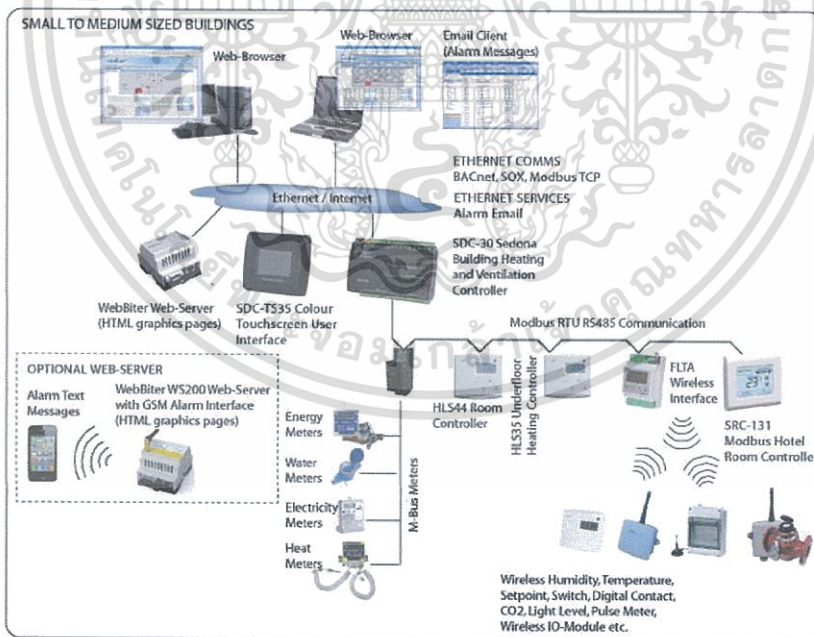 SMALL TO MEDIUM SIZED BUILDINGS
Web-Browser
Web-Browser
Email Client
(Alarm Messages)
ETHERNET COMMS
BACnet, SOX, Modbus TCP
ETHERNET SERVICES
Alarm Email
Ethernet / Internet
SDC-30 Sedona
Building Heating
and Ventilation
Controller
WebBiter Web-Server
(HTML graphics pages)
SDC-TS35 Colour
Touchscreen User
Interface
Modbus RTU RS485 Communication
OPTIONAL WEB-SERVER
Alarm Text
Messages
WebBiter WS200 Web-Server
with GSM Alarm Interface
(HTML graphics pages)
HLS44 Room
Controller
HLS35 Underfloor
Heating Controller
FLTA
Wireless
Interface
SRC-131
Modbus Hotel
Room Controlle
Energy
Meters
Water
Meters
Electricity
Meters
Heat
Meters
M-Bus Meters
Wireless Humidity, Temperature,
Setpoint, Switch, Digital Contact,
CO2, Light Level, Pulse Meter,
Wireless IO-Module etc.